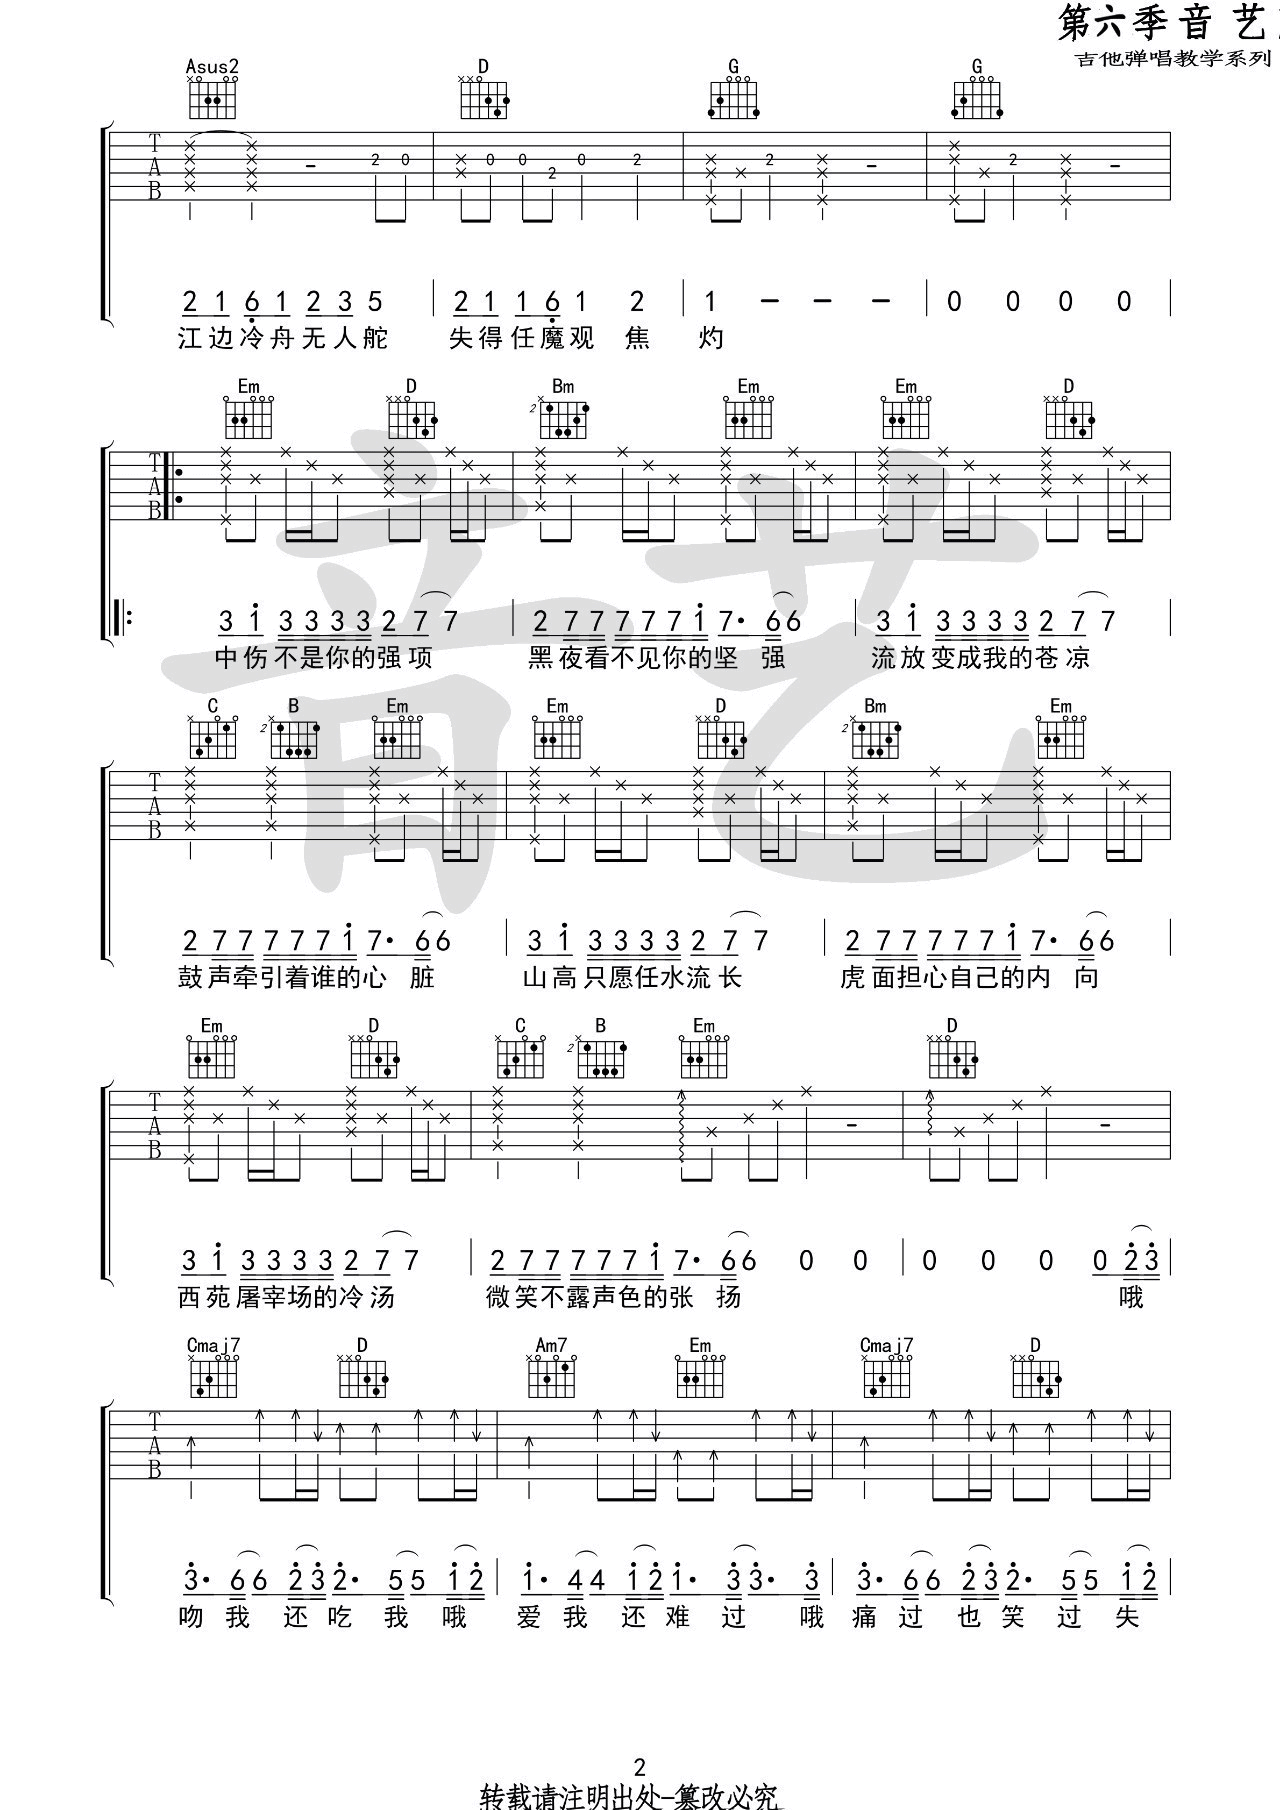 第六季音艺
吉他弹唱教学系列
Asus2 D G G
T A B
2 0 0 0 2 0 2 2 2
2 1 6 1 2 3 5 2 1 1 6 1 2 1 - - - 0 0 0 0
江边冷舟无人舵 失得任魔观焦灼
Em D Bm Em Em D
T A B
3 1 3 3 3 3 2 7 7 2 7 7 7 7 7 1 7· 6 6 3 1 3 3 3 3 2 7 7
中伤不是你的强项 黑夜看不见你的坚强 流放变成我的苍凉
音艺
C B Em Em D Bm Em
T A B
2 7 7 7 7 7 1 7· 6 6 3 1 3 3 3 3 2 7 7 2 7 7 7 7 7 1 7· 6 6
鼓声牵引着谁的心脏 山高只愿任水流长 虎面担心自己的内向
Em D C B Em D
T A B
3 1 3 3 3 3 2 7 7 2 7 7 7 7 7 1 7· 6 6 0 0 0 0 0 0 2 3
西苑屠宰场的冷汤 微笑不露声色的张扬 哦
Cmaj7 D Am7 Em Cmaj7 D
T A B
3· 6 6 2 3 2· 5 5 1 2 1· 4 4 1 2 1· 3 3· 3 3· 6 6 2 3 2· 5 5 1 2
吻我还吃我哦 爱我还难过哦 痛过也笑过失
2
转载请注明出处-篡改必究